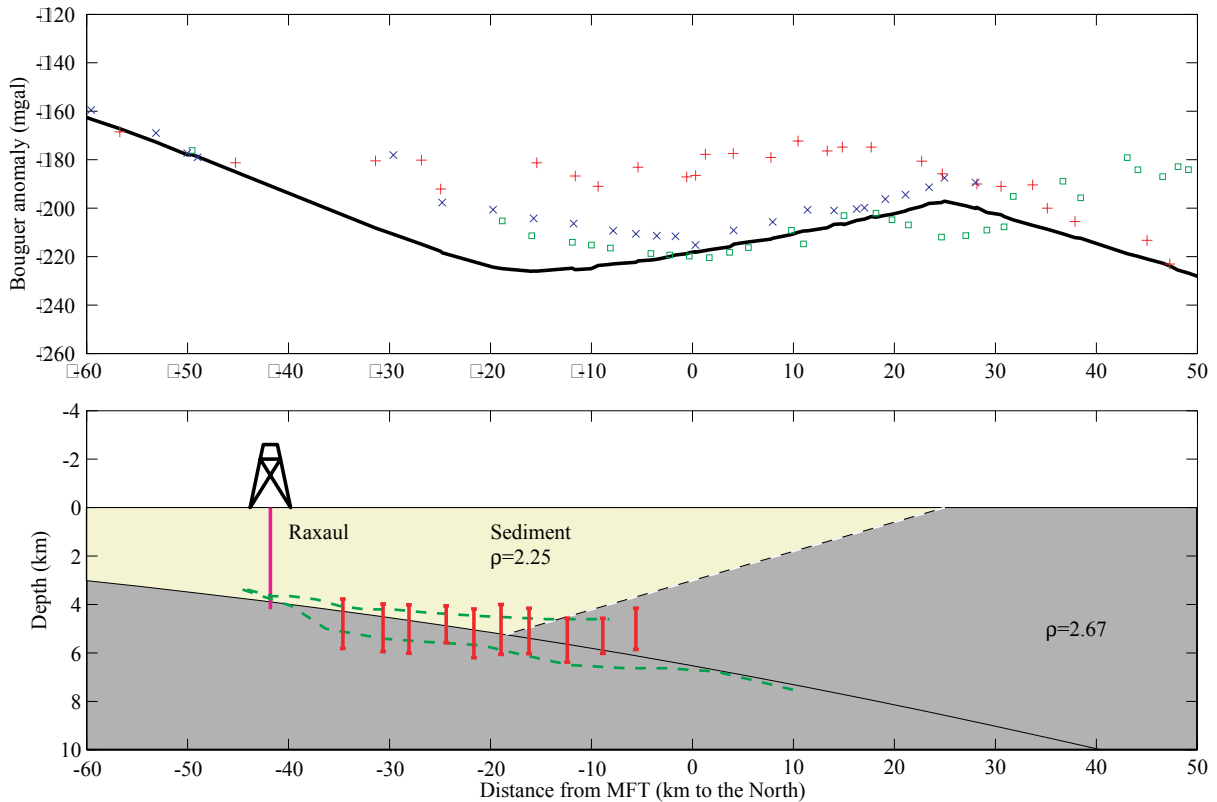 Bouguer anomaly (mgal)
-120
-140
-160
-180
-200
-220
-240
-260
-60 -50 -40 -30 -20 -10 0 10 20 30 40 50
Depth (km)
-4
-2
0
2
4
6
8
10
Raxaul
Sediment
ρ=2.25
ρ=2.67
-60 -50 -40 -30 -20 -10 0 10 20 30 40 50
Distance from MFT (km to the North)